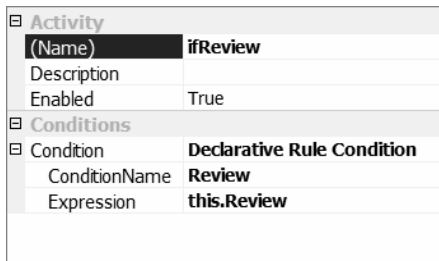 Activity
(Name) ifReview
Description
Enabled True
Conditions
Condition Declarative Rule Condition
ConditionName Review
Expression this.Review